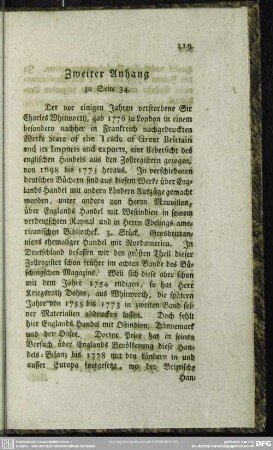 119
Zweiter Anhang
zu Seite 34.
Der vor einigen Jahren verstorbene Sir
Charles Whitworth, gab 1776 zu London in einem
besondern nachher in Frankreich nachgedruckten
Werke State of the Trade of Great Brittain
and its Imports and exports, eine Uebersicht des
englischen Handels aus den Zollregistern gezogen,
von 1698 bis 1773 heraus. In verschiedenen
deutschen Büchern sind aus diesem Werke über Eng-
lands Handel mit andern Ländern Auszüge gemacht
worden, unter andern von Herrn Mauvillon,
über Englands Handel mit Westindien in seinem
verdeutschten Raynal und in Herrn Ebelings ame-
ricanischen Bibliothek. 3. Stück, Grosbrittan-
niens ehemaliger Handel mit Nordamerica. In
Deutschland besassen wir den grösten Theil dieser
Zollregister schon früher im achten Bande des Bü-
schingschen Magazins. Weil sich diese aber schon
mit dem Jahre 1754 endigen, so hat Herr
Kriegsrath Dohm, aus Whitworth, die spätern
Jahre von 1755 bis 1773 in zweiten Band sei-
ner Materialien abdrucken lassen. Doch fehlt
hier Englands Handel mit Ostindien, Dännemark
und der Ostsee. Doctor Price hat in seinen
Versuch über Englands Bevölkerung diese Han-
dels-Bilanz bis 1778 mit den Ländern in und
ausser Europa fortgesetzt, wo der Brittische
Han-